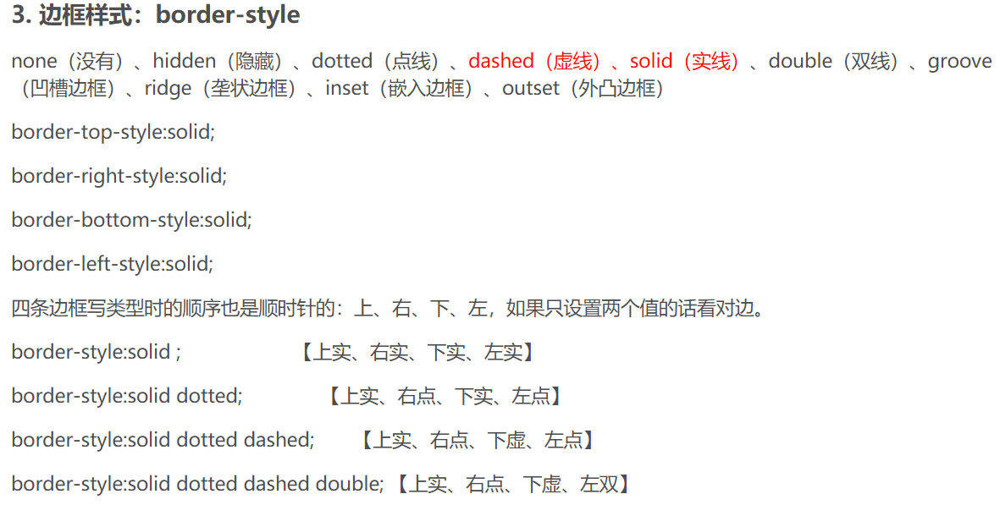 3. 边框样式：border-style
none（没有）、hidden（隐藏）、dotted（点线）、dashed（虚线）、solid（实线）、double（双线）、groove
（凹槽边框）、ridge（垄状边框）、inset（嵌入边框）、outset（外凸边框）
border-top-style:solid;
border-right-style:solid;
border-bottom-style:solid;
border-left-style:solid;
四条边框写类型时的顺序也是顺时针的：上、右、下、左，如果只设置两个值的话看对边。
border-style:solid ; 【上实、右实、下实、左实】
border-style:solid dotted; 【上实、右点、下实、左点】
border-style:solid dotted dashed; 【上实、右点、下虚、左点】
border-style:solid dotted dashed double; 【上实、右点、下虚、左双】